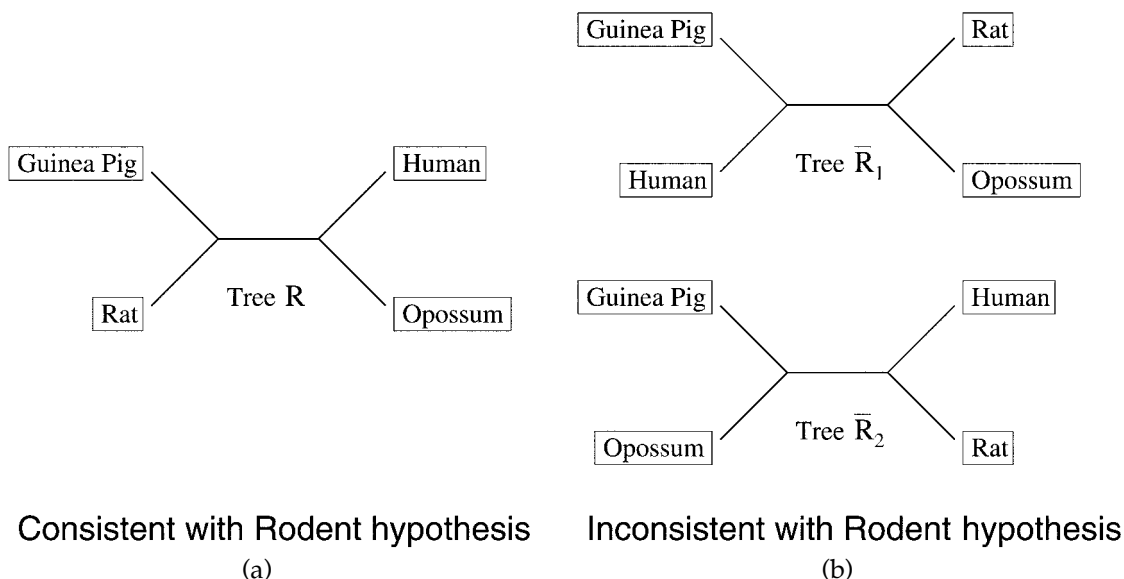 Guinea Pig
Human
Tree R
Rat
Opossum
Consistent with Rodent hypothesis
(a)
Guinea Pig
Rat
Tree R̅₁
Human
Opossum
Guinea Pig
Human
Tree R̅₂
Opossum
Rat
Inconsistent with Rodent hypothesis
(b)